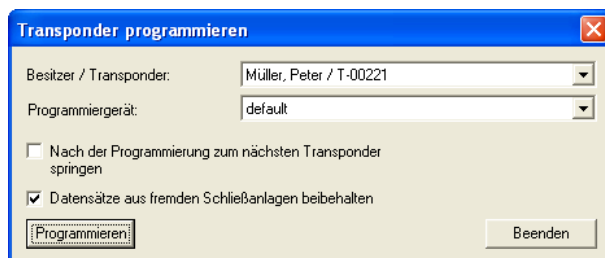 Transponder programmieren
Besitzer / Transponder: Müller, Peter / T-00221
Programmiergerät: default
Nach der Programmierung zum nächsten Transponder
springen
Datensätze aus fremden Schließanlagen beibehalten
Programmieren Beenden